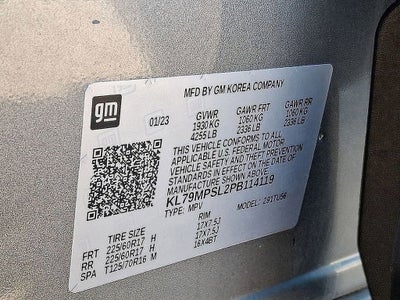 MFD BY GM KOREA COMPANY
gm
01/23 GVWR GAWR FRT GAWR RR
1930 KG 1060 KG 1060 KG
4255 LB 2336 LB 2336 LB
THIS VEHICLE CONFORMS TO ALL
APPLICABLE U.S. FEDERAL MOTOR
VEHICLE SAFETY AND THEFT PREVENTION
STANDARDS IN EFFECT ON THE DATE OF
MANUFACTURE SHOWN ABOVE.
KL79MPSL2PB114119
TYPE: MPV MODEL: 291TU56
TIRE SIZE RIM
FRT 225/60R17 H 17X7.5J
RR 225/60R17 H 17X7.5J
SPA T125/70R16 M 16X4BT